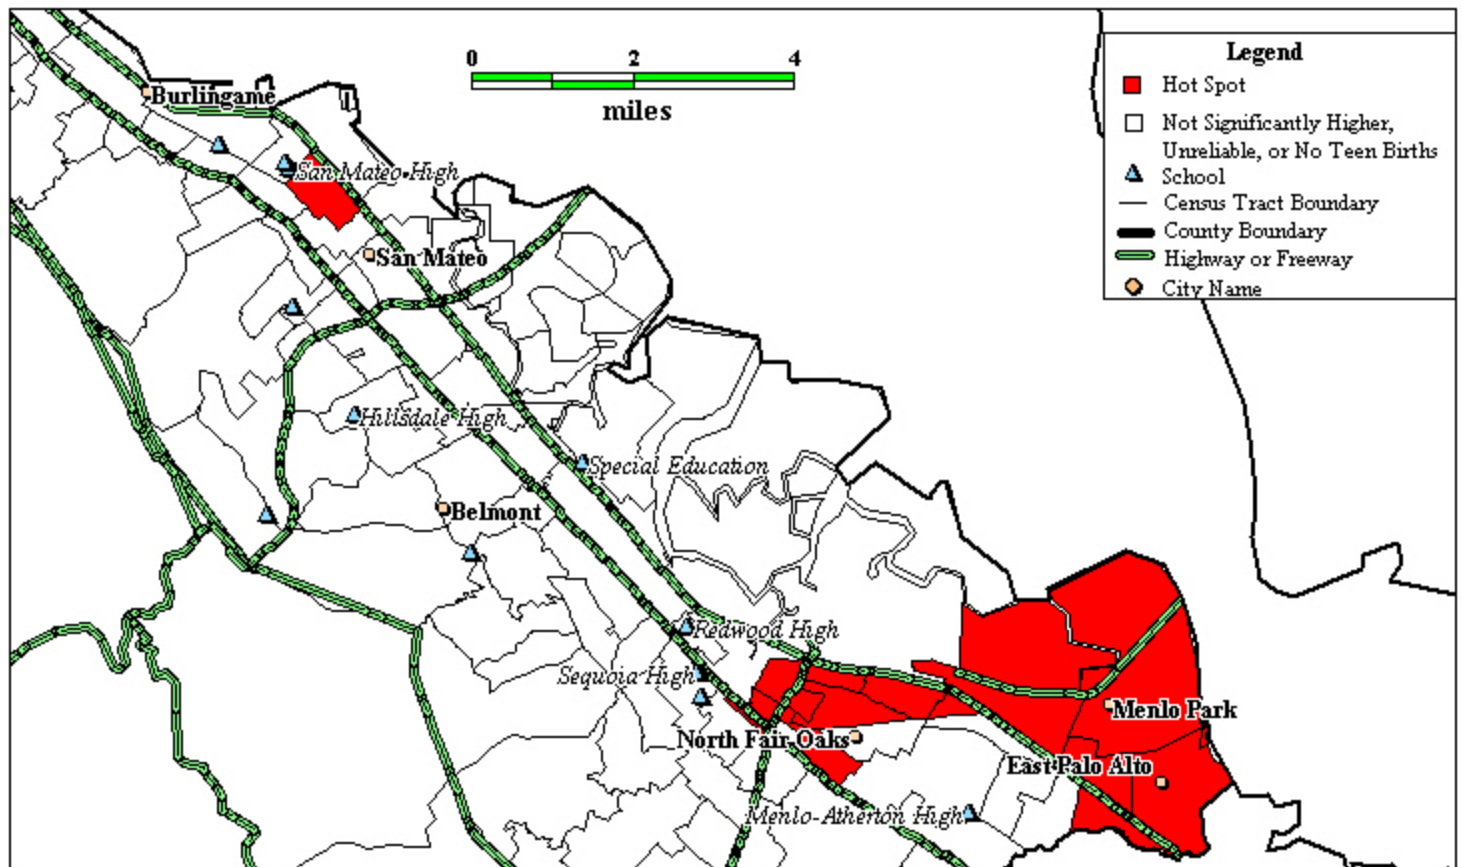 0 2 4
miles
Legend
Hot Spot
Not Significantly Higher,
Unreliable, or No Teen Births
School
Census Tract Boundary
County Boundary
Highway or Freeway
City Name
Burlingame
San Mateo High
San Mateo
Hillsdale High
Special Education
Belmont
Redwood High
Sequoia High
Menlo Park
North Fair Oaks
East Palo Alto
Menlo-Atherton High